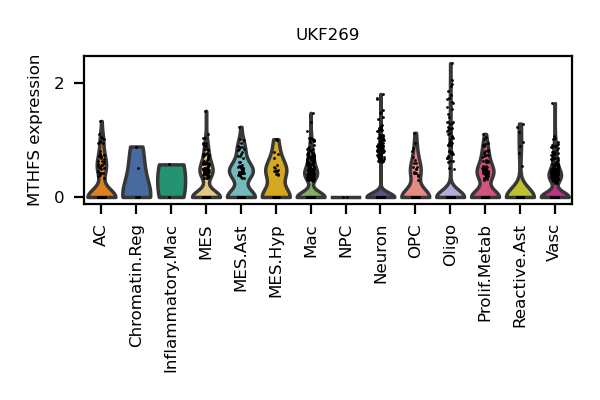 UKF269
MTHFS expression
2
0
AC
Chromatin.Reg
Inflammatory.Mac
MES
MES.Ast
MES.Hyp
Mac
NPC
Neuron
OPC
Oligo
Prolif.Metab
Reactive.Ast
Vasc